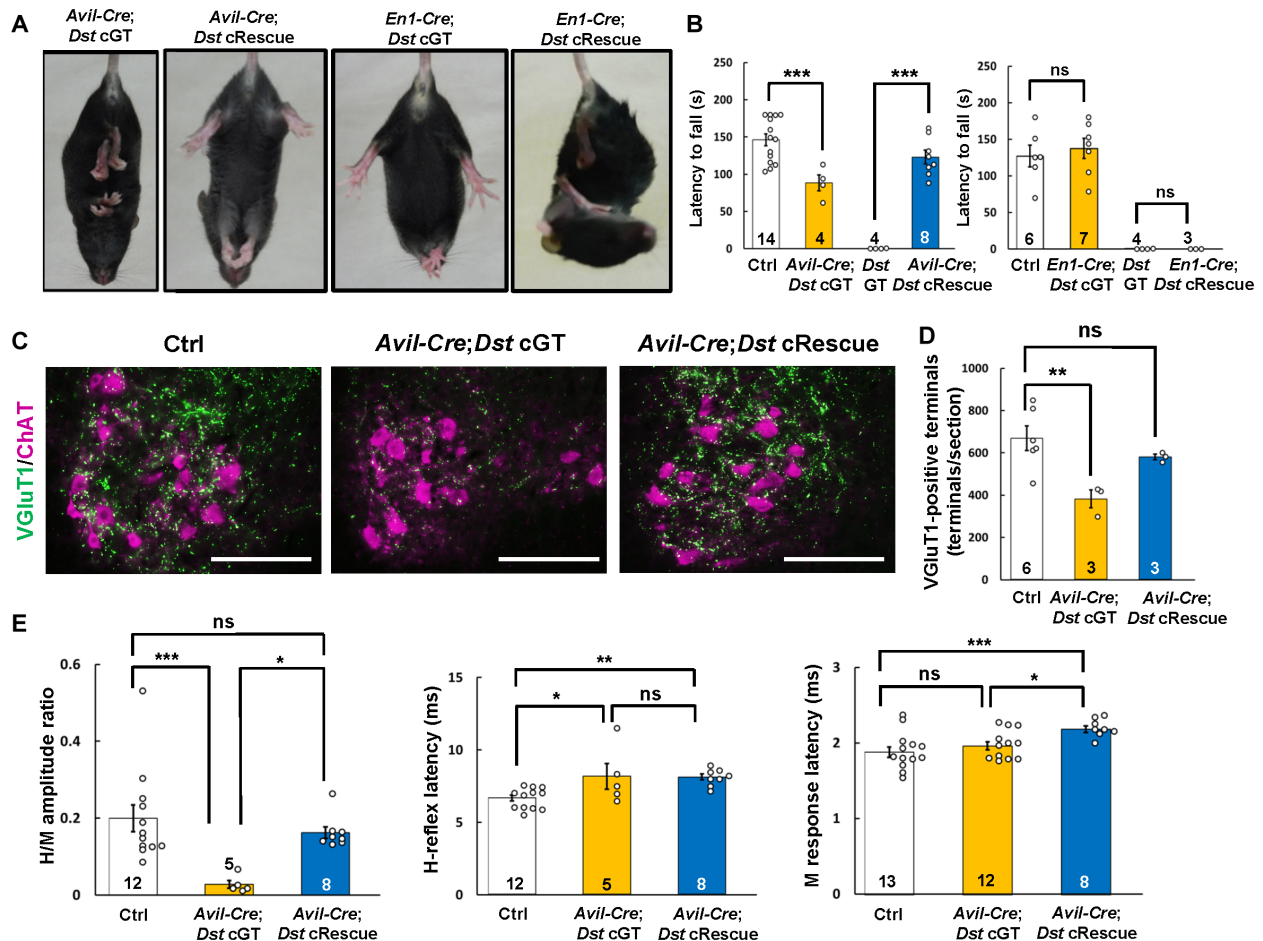 A
Avil-Cre;
Dst cGT
Avil-Cre;
Dst cRescue
En1-Cre;
Dst cGT
En1-Cre;
Dst cRescue
B
Latency to fall (s)
250
200
150
100
50
0
***
***
14
4
4
8
Ctrl
Avil-Cre;
Dst cGT
Dst
GT
Avil-Cre;
Dst cRescue
Latency to fall (s)
250
200
150
100
50
0
ns
ns
6
7
4
3
Ctrl
En1-Cre;
Dst cGT
Dst
GT
En1-Cre;
Dst cRescue
C
VGluT1/ChAT
Ctrl
Avil-Cre;Dst cGT
Avil-Cre;Dst cRescue
D
VGluT1-positive terminals
(terminals/section)
1000
800
600
400
200
0
ns
**
6
3
3
Ctrl
Avil-Cre;
Dst cGT
Avil-Cre;
Dst cRescue
E
H/M amplitude ratio
0.6
0.4
0.2
0
ns
***
*
12
5
8
Ctrl
Avil-Cre;
Dst cGT
Avil-Cre;
Dst cRescue
H-reflex latency (ms)
15
10
5
0
**
*
ns
12
5
8
Ctrl
Avil-Cre;
Dst cGT
Avil-Cre;
Dst cRescue
M response latency (ms)
3
2
1
0
***
ns
*
13
12
8
Ctrl
Avil-Cre;
Dst cGT
Avil-Cre;
Dst cRescue